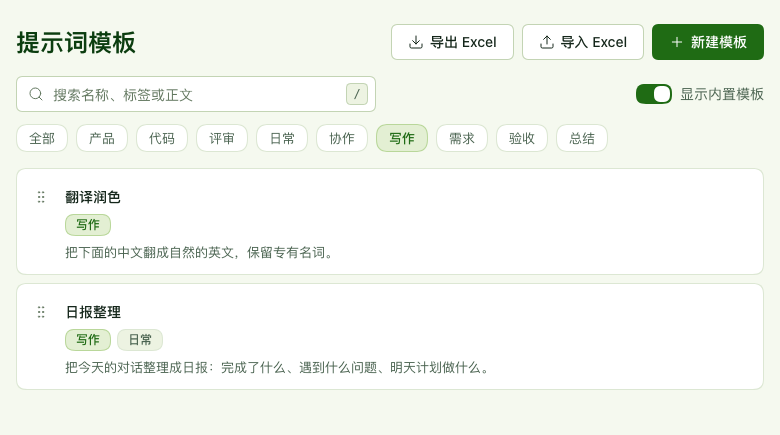 提示词模板
导出 Excel
导入 Excel
新建模板
搜索名称、标签或正文
/
显示内置模板
全部
产品
代码
评审
日常
协作
写作
需求
验收
总结
翻译润色
写作
把下面的中文翻成自然的英文，保留专有名词。
日报整理
写作
日常
把今天的对话整理成日报：完成了什么、遇到什么问题、明天计划做什么。